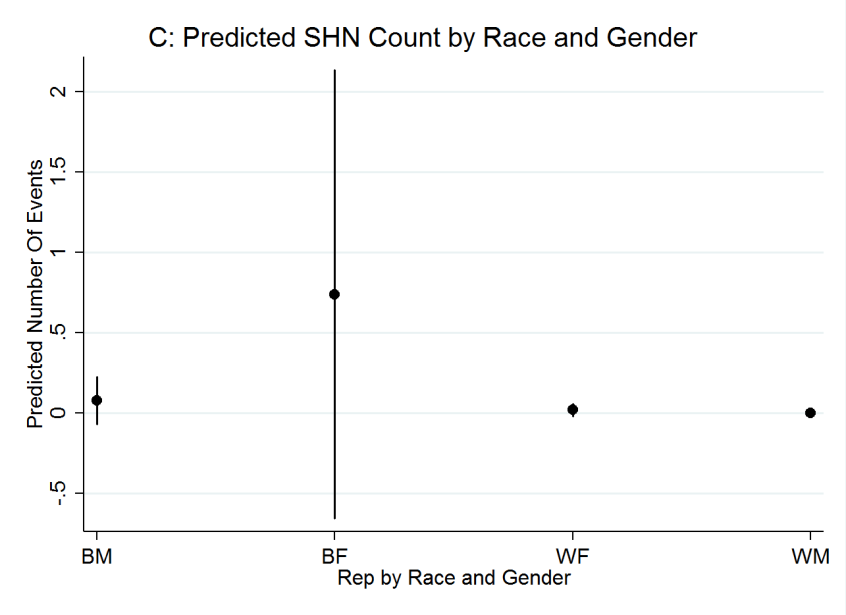 C: Predicted SHN Count by Race and Gender
Predicted Number Of Events
2
1.5
1
.5
0
-.5
BM BF WF WM
Rep by Race and Gender